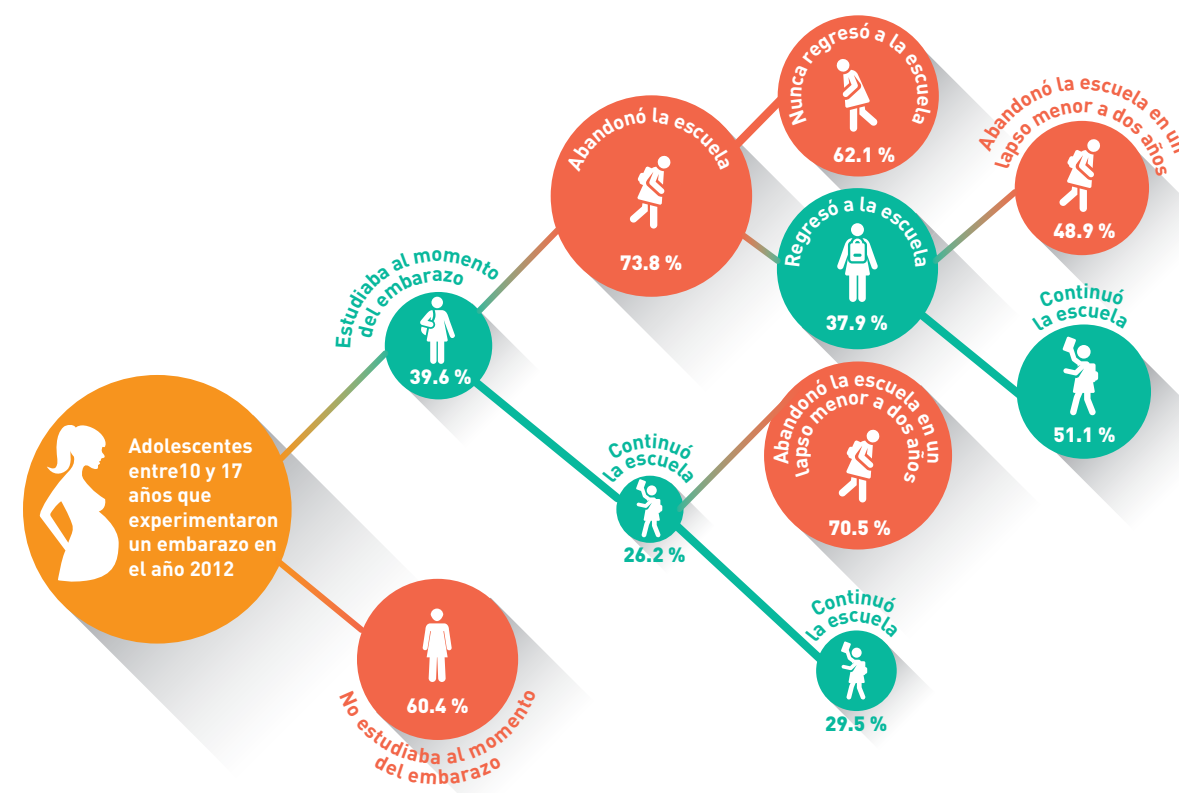 Adolescentes
entre10 y 17
años que
experimentaron
un embarazo en
el año 2012
Estudiaba al momento
del embarazo
39.6 %
No estudiaba al momento
del embarazo
60.4 %
Abandonó la escuela
73.8 %
Continuó
la escuela
26.2 %
Nunca regresó a la escuela
62.1 %
Regresó a la escuela
37.9 %
Abandonó la escuela en un
lapso menor a dos años
48.9 %
Continuó
la escuela
51.1 %
Abandonó la escuela en un
lapso menor a dos años
70.5 %
Continuó
la escuela
29.5 %